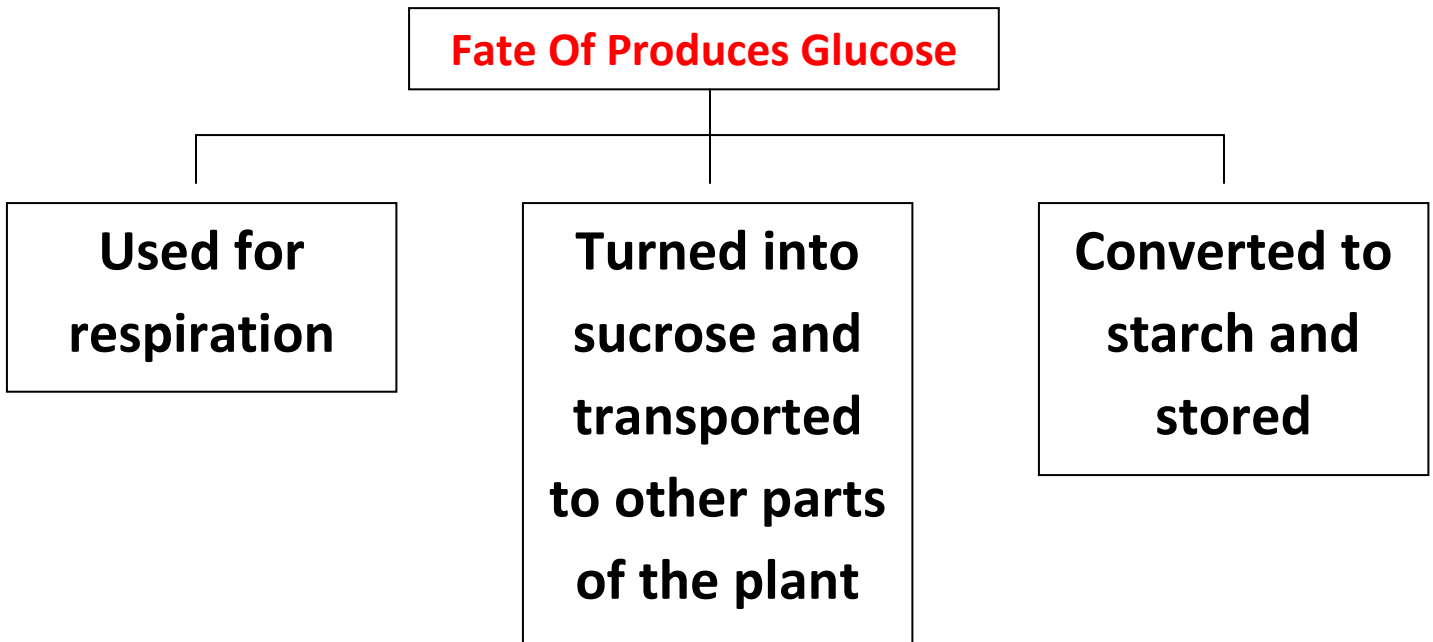 Fate Of Produces Glucose
Used for
respiration
Turned into
sucrose and
transported
to other parts
of the plant
Converted to
starch and
stored